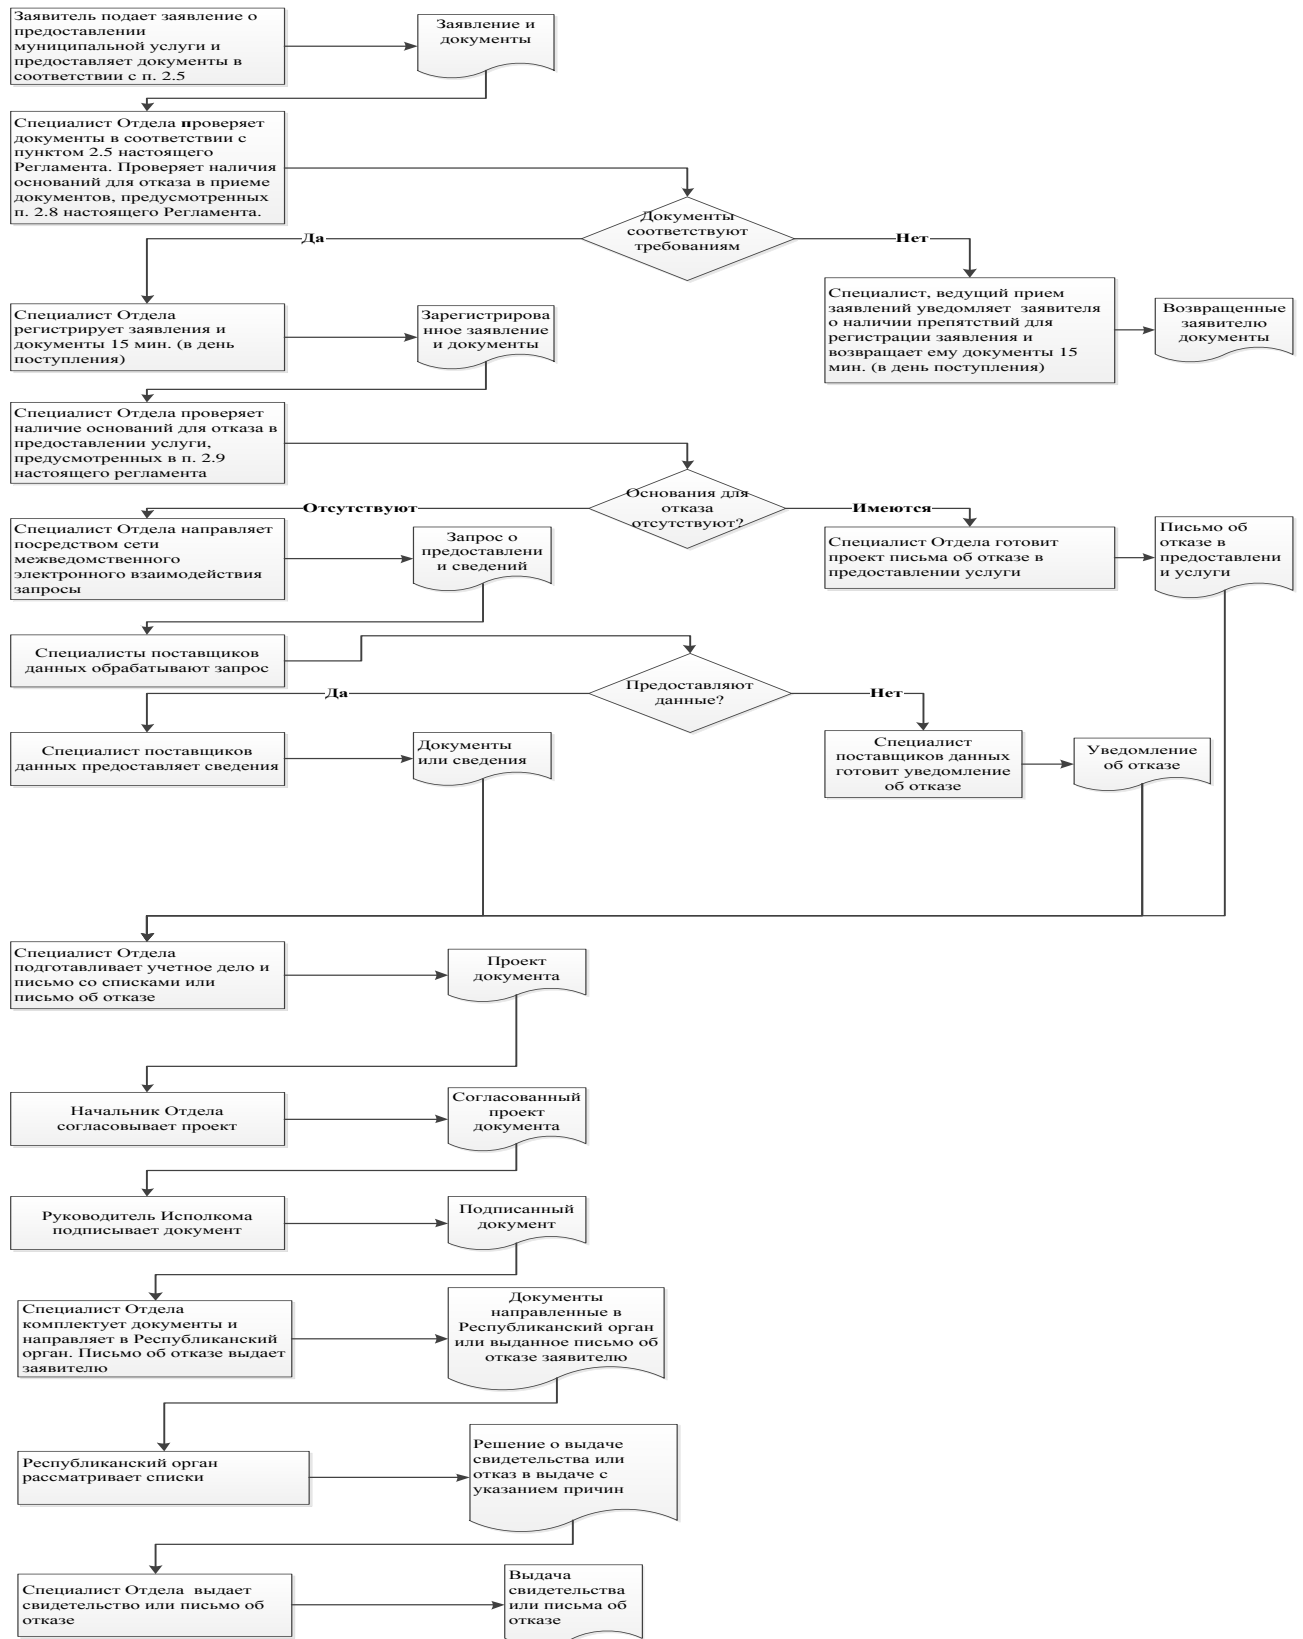 Заявитель подает заявление о
предоставлении
муниципальной услуги и
предоставляет документы в
соответствии с п. 2.5
Заявление и
документы
Специалист Отдела проверяет
документы в соответствии с
пунктом 2.5 настоящего
Регламента. Проверяет наличия
оснований для отказа в приеме
документов, предусмотренных
п. 2.8 настоящего Регламента.
Документы
соответствуют
требованиям
Да
Нет
Специалист Отдела
регистрирует заявления и
документы 15 мин. (в день
поступления)
Зарегистрирова
нное заявление
и документы
Специалист, ведущий прием
заявлений уведомляет заявителя
о наличии препятствий для
регистрации заявления и
возвращает ему документы 15
мин. (в день поступления)
Возвращенные
заявителю
документы
Специалист Отдела проверяет
наличие оснований для отказа в
предоставлении услуги,
предусмотренных в п. 2.9
настоящего регламента
Основания для
отказа
отсутствуют?
Отсутствуют
Имеются
Специалист Отдела направляет
посредством сети
межведомственного
электронного взаимодействия
запросы
Запрос о
предоставлени
и сведений
Специалист Отдела готовит
проект письма об отказе в
предоставлении услуги
Письмо об
отказе в
предоставлени
и услуги
Специалисты поставщиков
данных обрабатывают запрос
Предоставляют
данные?
Да
Нет
Специалист поставщиков
данных предоставляет сведения
Документы
или сведения
Специалист
поставщиков данных
готовит уведомление
об отказе
Уведомление
об отказе
Специалист Отдела
подготавливает учетное дело и
письмо со списками или
письмо об отказе
Проект
документа
Начальник Отдела
согласовывает проект
Согласованный
проект
документа
Руководитель Исполкома
подписывает документ
Подписанный
документ
Специалист Отдела
комплектует документы и
направляет в Республиканский
орган. Письмо об отказе выдает
заявителю
Документы
направленные в
Республиканский орган
или выданное письмо об
отказе заявителю
Республиканский орган
рассматривает списки
Решение о выдаче
свидетельства или
отказ в выдаче с
указанием причин
Специалист Отдела  выдает
свидетельство или письмо об
отказе
Выдача
свидетельства
или письма об
отказе